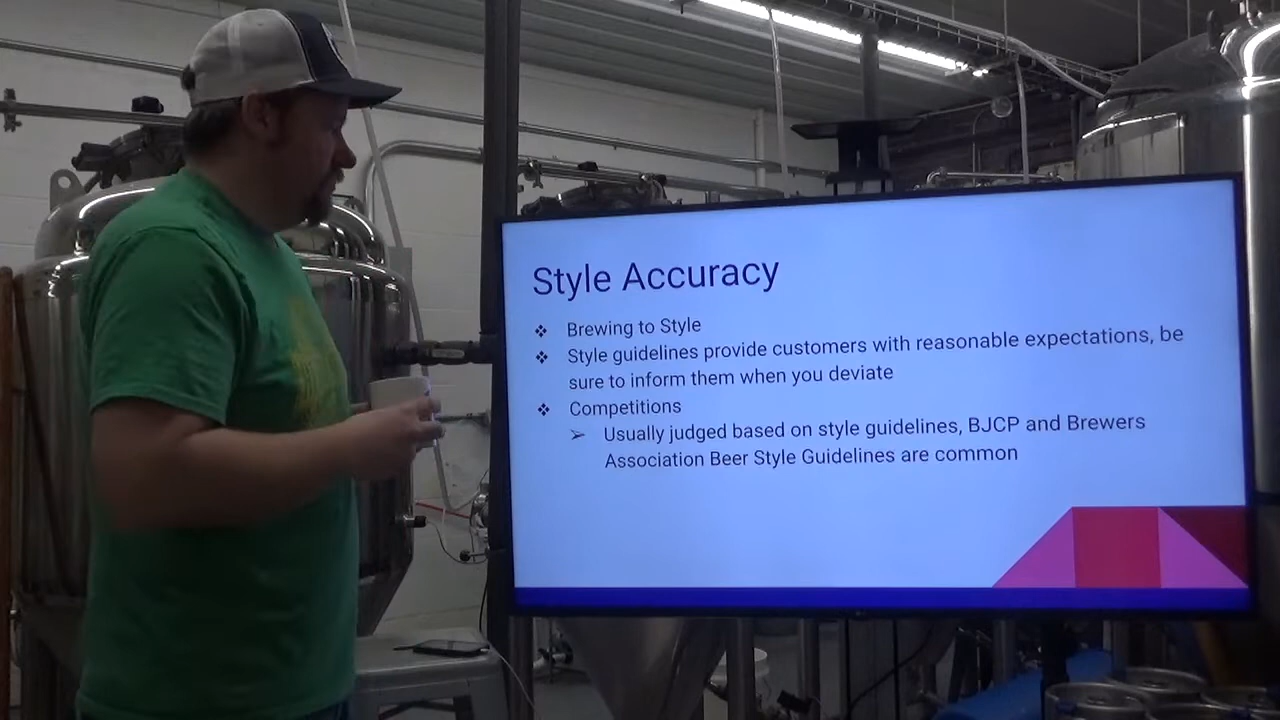 Style Accuracy
❖ Brewing to Style
❖ Style guidelines provide customers with reasonable expectations, be
sure to inform them when you deviate
❖ Competitions
➢ Usually judged based on style guidelines, BJCP and Brewers
Association Beer Style Guidelines are common